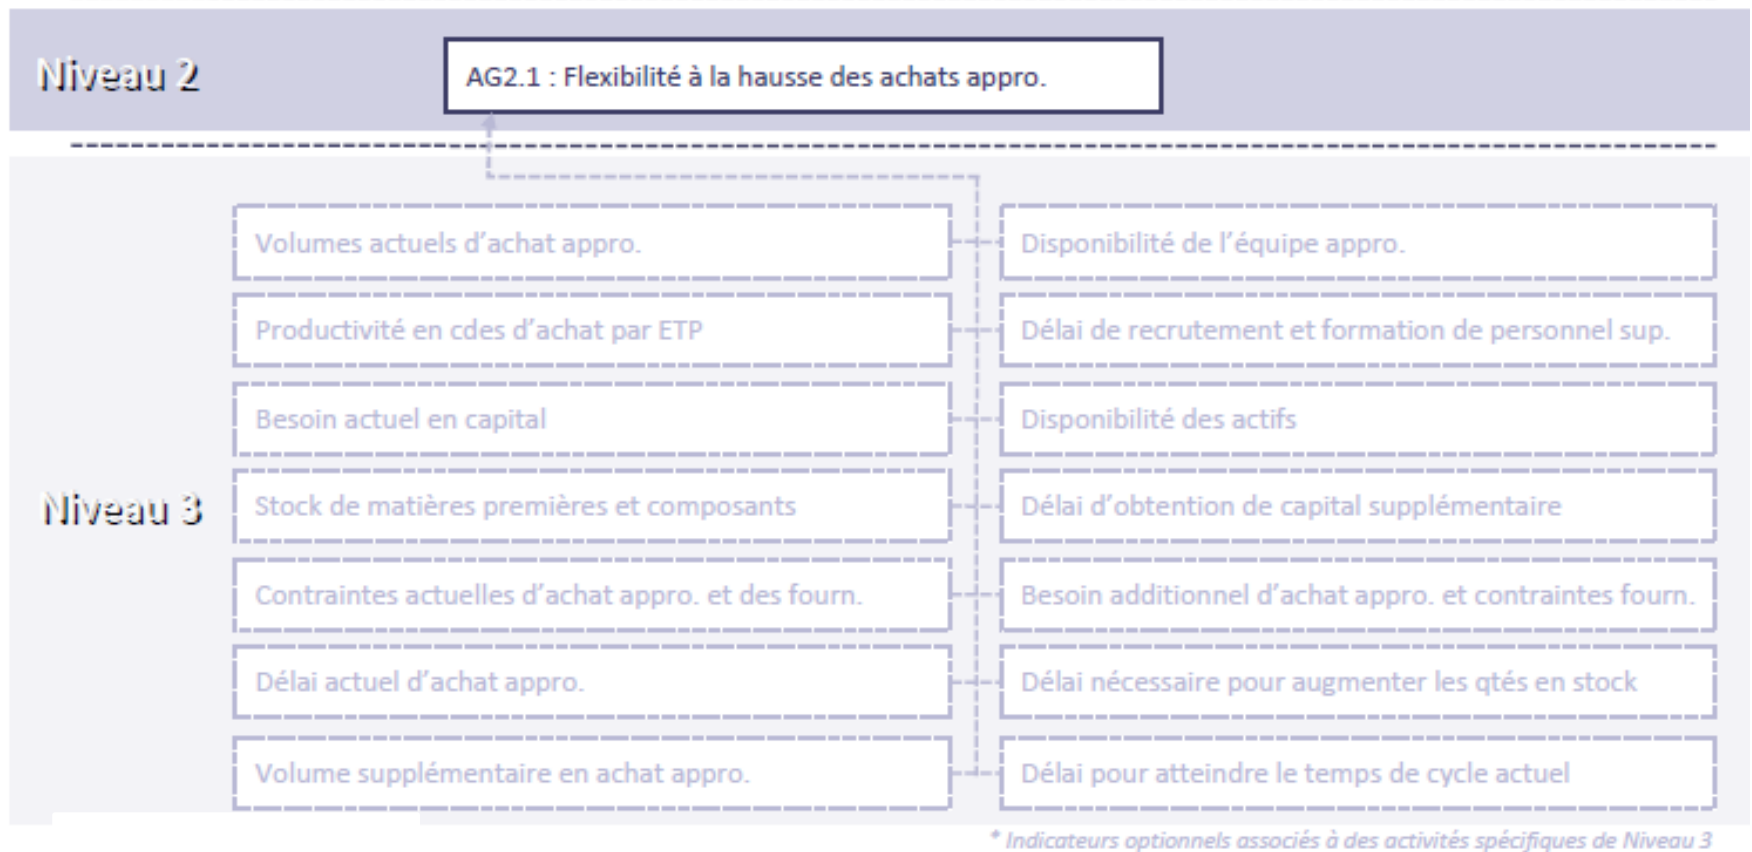 Niveau 2
AG2.1 : Flexibilité à la hausse des achats appro.
Volumes actuels d’achat appro.
Disponibilité de l’équipe appro.
Productivité en cdes d’achat par ETP
Délai de recrutement et formation de personnel sup.
Besoin actuel en capital
Disponibilité des actifs
Niveau 3
Stock de matières premières et composants
Délai d’obtention de capital supplémentaire
Contraintes actuelles d’achat appro. et des fourn.
Besoin additionnel d’achat appro. et contraintes fourn.
Délai actuel d’achat appro.
Délai nécessaire pour augmenter les qtés en stock
Volume supplémentaire en achat appro.
Délai pour atteindre le temps de cycle actuel
* Indicateurs optionnels associés à des activités spécifiques de Niveau 3